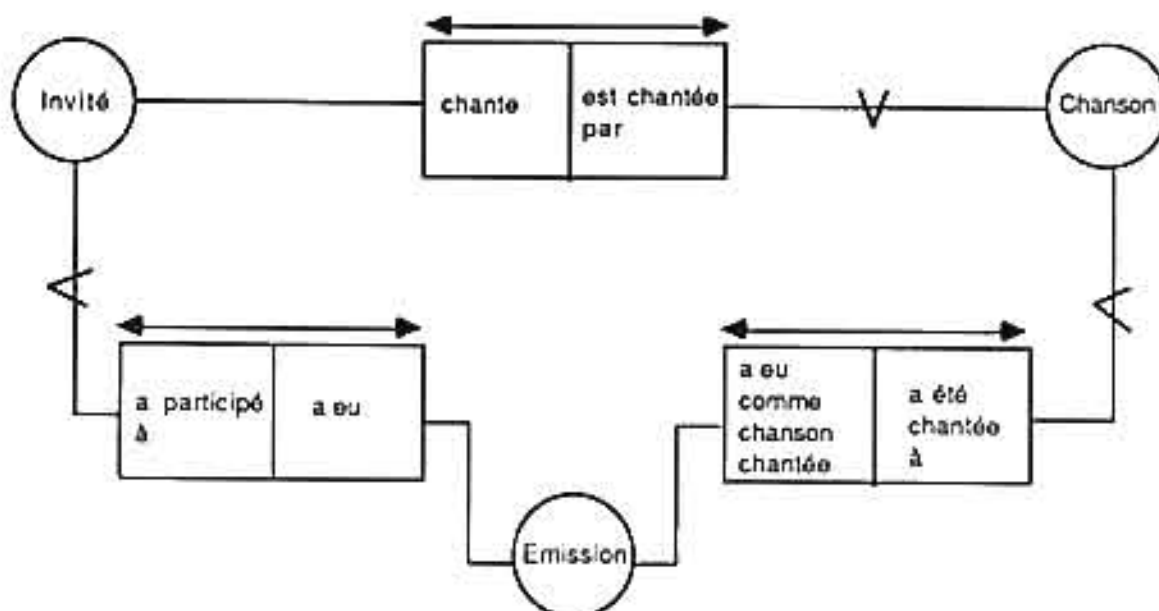 Invité
chante
est chantée
par
Chanson
a participé
à
a eu
a eu
comme
chanson
chantée
a été
chantée
à
Emission